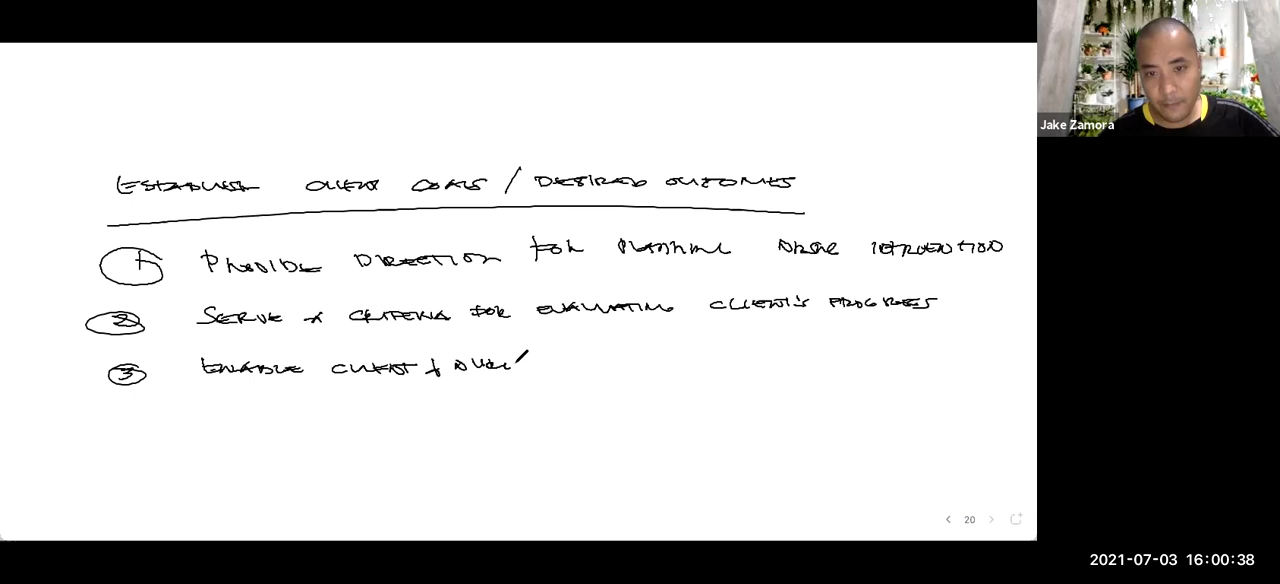 ESTABLISH CLIENT GOALS / DESIRED OUTCOMES
1 PROVIDE DIRECTION FOR PLANNING NURSE INTERVENTION
2 SERVE AS CRITERIA FOR EVALUATING CLIENT'S PROGRESS
3 ENABLE CLIENT + NURSE
Jake Zamora
20
2021-07-03 16:00:38